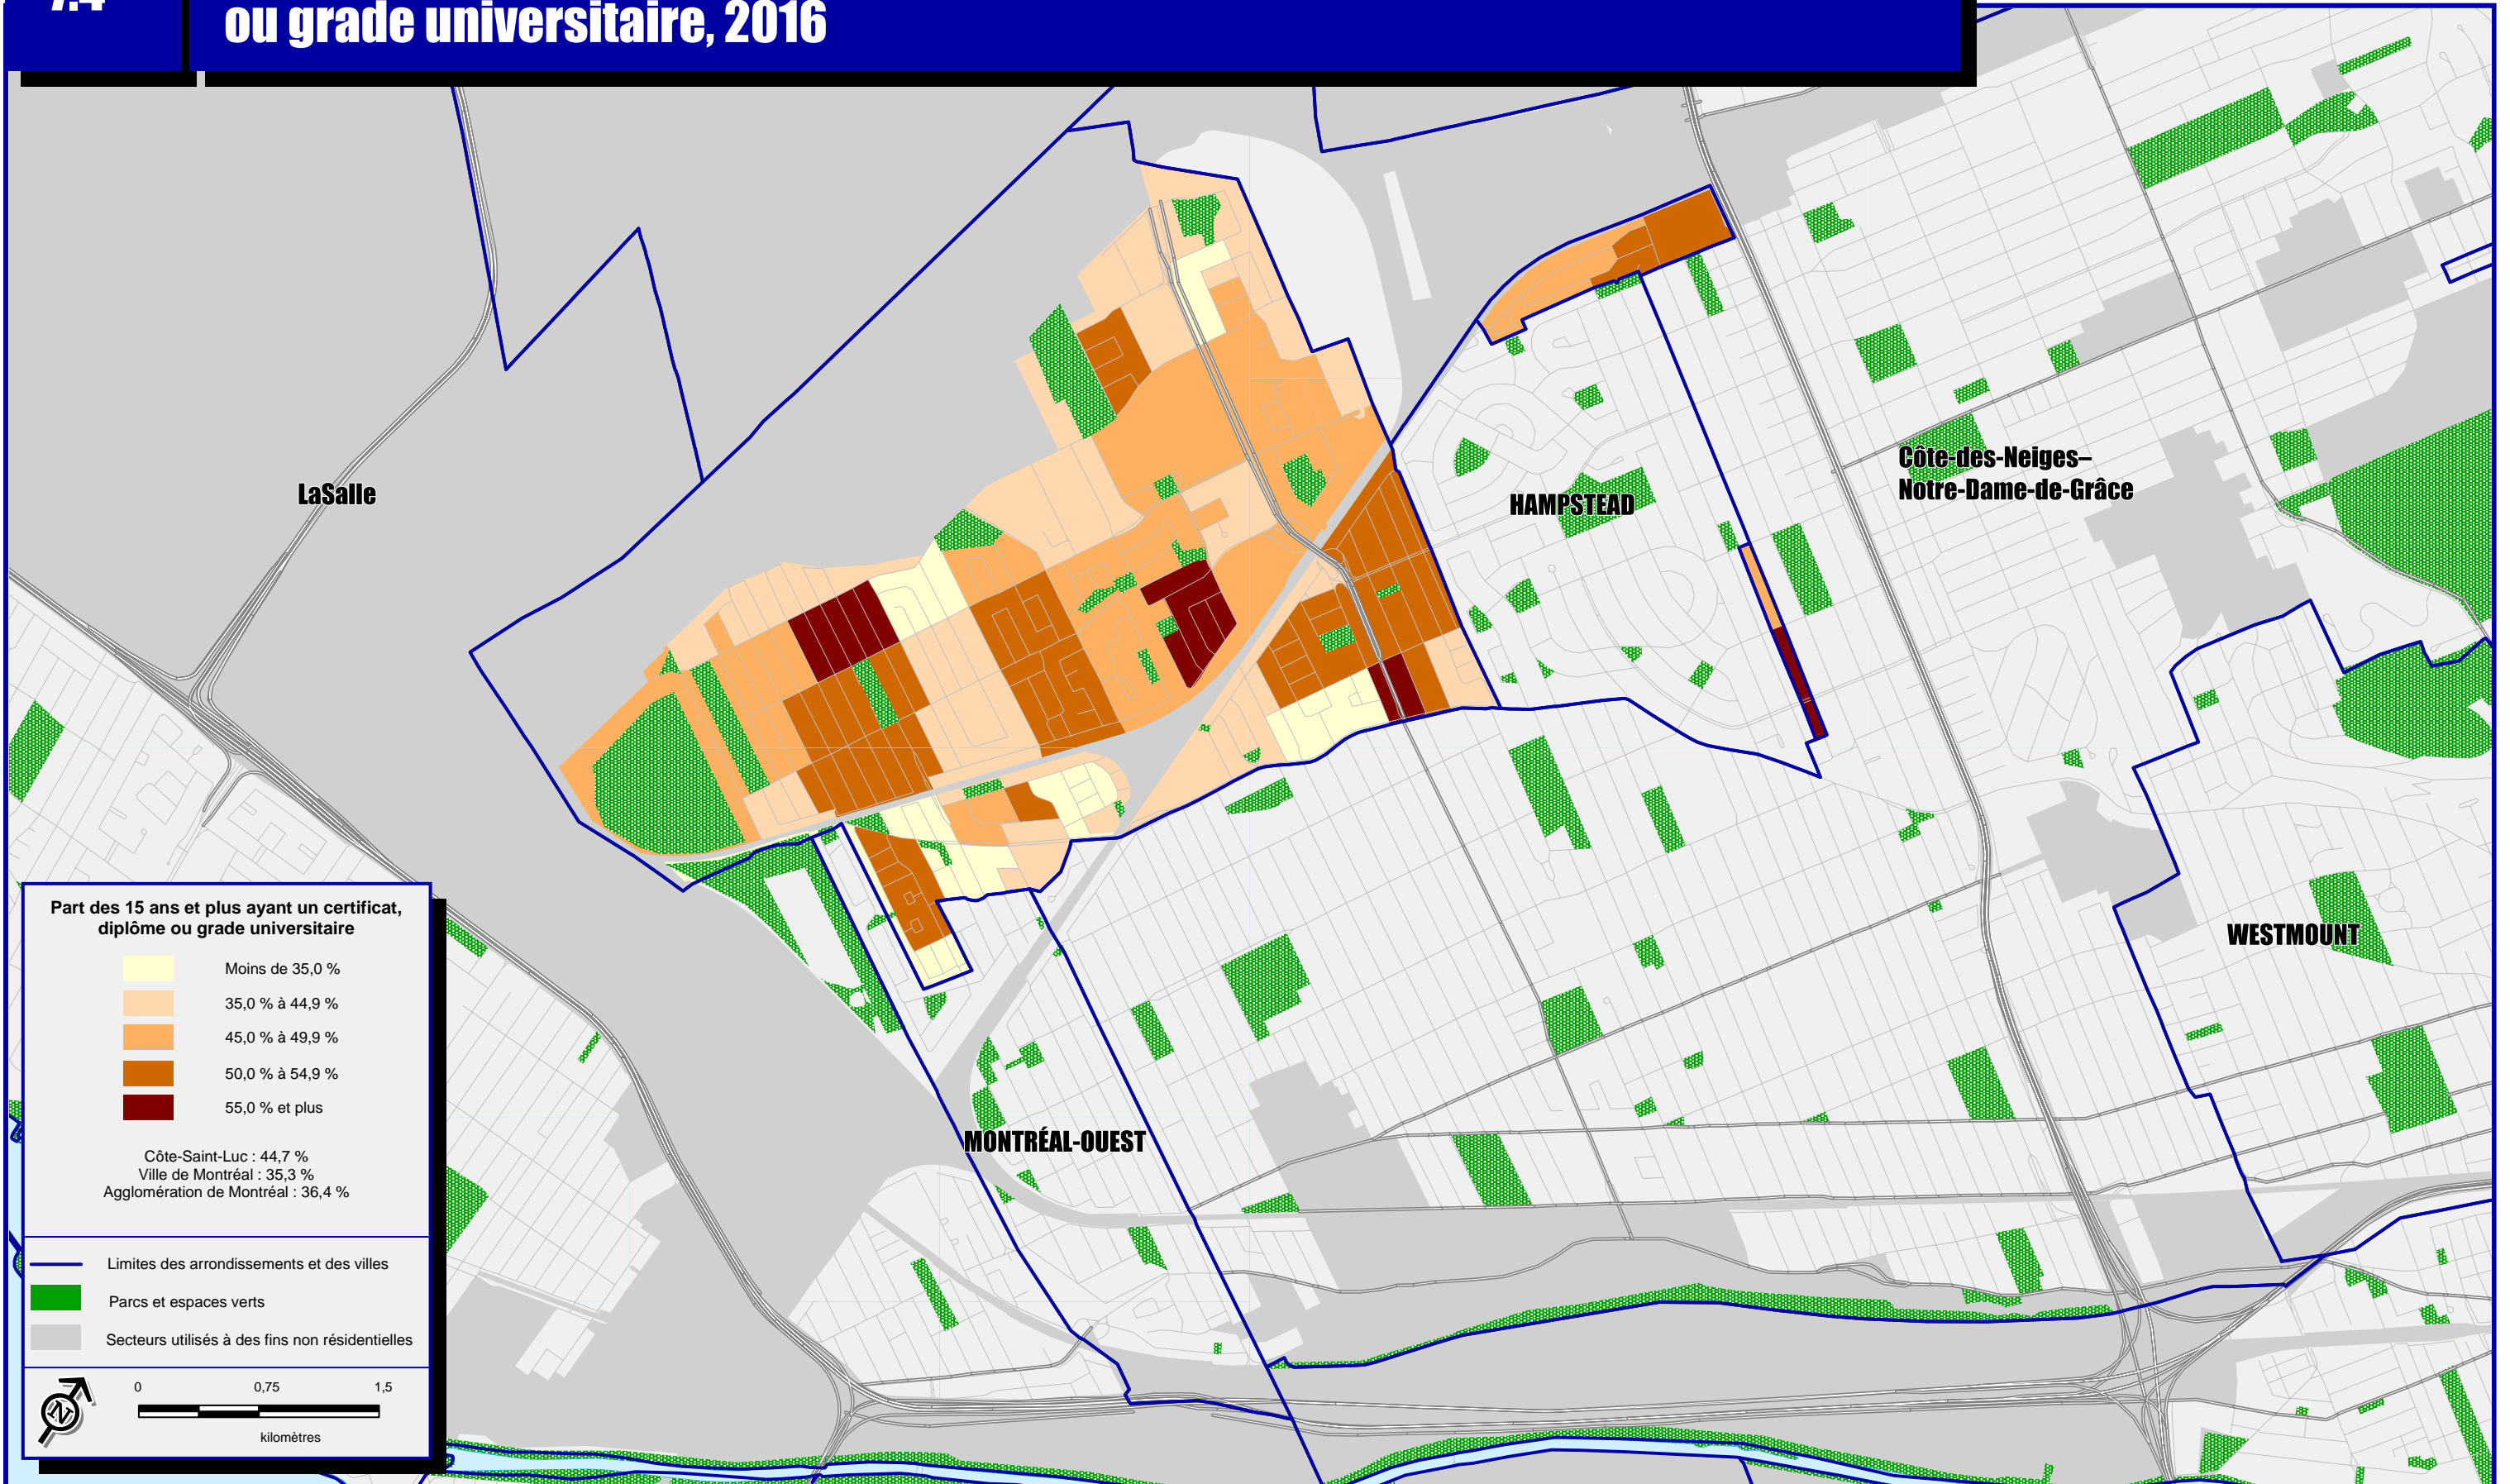 7.4
ou grade universitaire, 2016
LaSalle
HAMPSTEAD
Côte-des-Neiges–
Notre-Dame-de-Grâce
WESTMOUNT
MONTRÉAL-OUEST
Part des 15 ans et plus ayant un certificat,
diplôme ou grade universitaire
Moins de 35,0 %
35,0 % à 44,9 %
45,0 % à 49,9 %
50,0 % à 54,9 %
55,0 % et plus
Côte-Saint-Luc : 44,7 %
Ville de Montréal : 35,3 %
Agglomération de Montréal : 36,4 %
Limites des arrondissements et des villes
Parcs et espaces verts
Secteurs utilisés à des fins non résidentielles
N
0 0,75 1,5
kilomètres